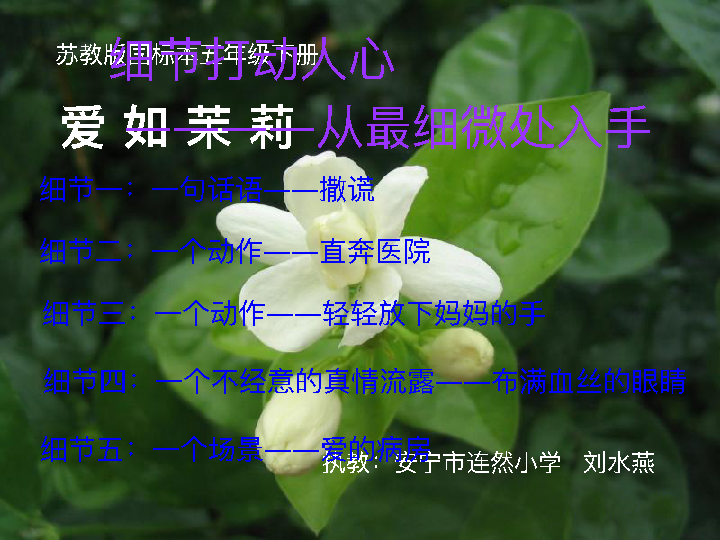 苏教版国标本五年级下册
细节打动人心
爱如茉莉
——————从最细微处入手
细节一：一句话语——撒谎
细节二：一个动作——直奔医院
细节三：一个动作——轻轻放下妈妈的手
细节四：一个不经意的真情流露——布满血丝的眼睛
细节五：一个场景——爱的病房
执教：安宁市连然小学 刘水燕